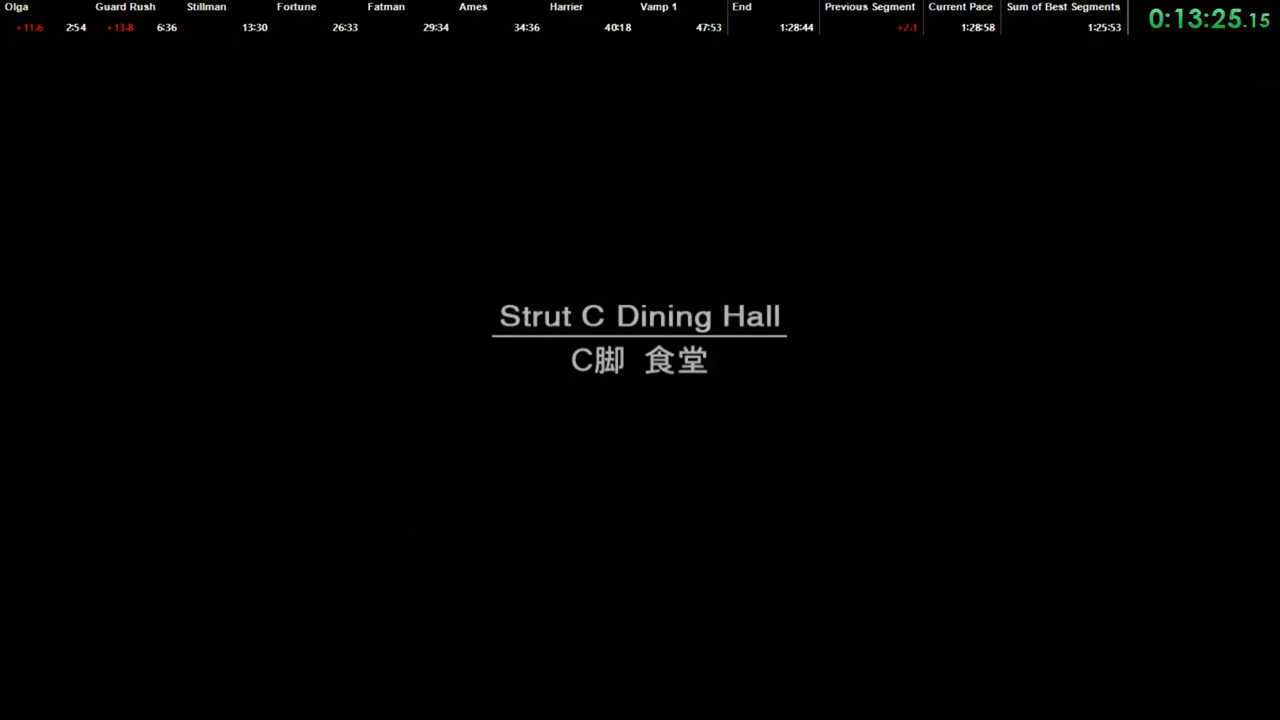 Olga Guard Rush Stillman Fortune Fatman Ames Harrier Vamp 1 End Previous Segment Current Pace Sum of Best Segments 0:13:25.15
+11.6 2:54 +13.8 6:36 13:30 26:33 29:34 34:36 40:18 47:53 1:28:44 +2.1 1:28:58 1:25:53
Strut C Dining Hall
C脚 食堂